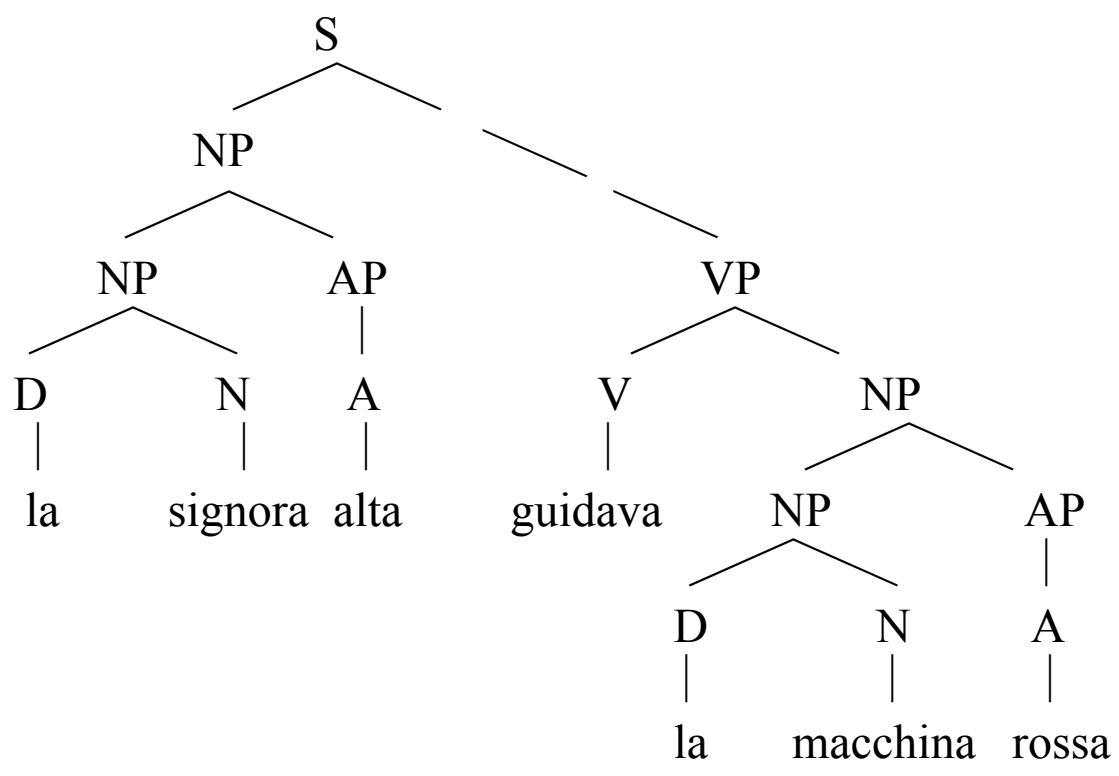 S
NP
NP AP VP
D N A V NP
la signora alta guidava NP AP
D N A
la macchina rossa